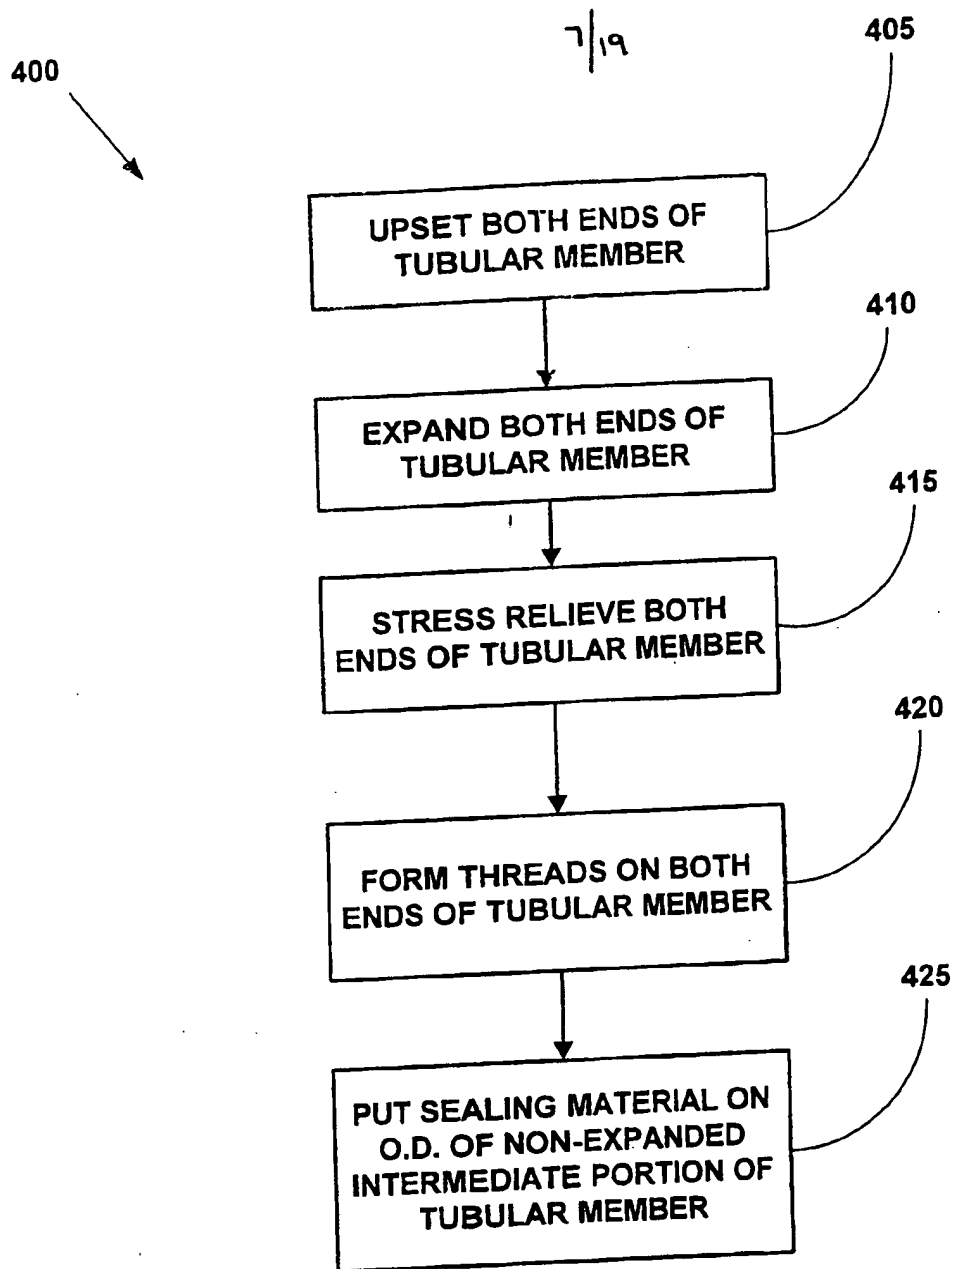 7/19
400
405
UPSET BOTH ENDS OF
TUBULAR MEMBER
410
EXPAND BOTH ENDS OF
TUBULAR MEMBER
415
STRESS RELIEVE BOTH
ENDS OF TUBULAR MEMBER
420
FORM THREADS ON BOTH
ENDS OF TUBULAR MEMBER
425
PUT SEALING MATERIAL ON
O.D. OF NON-EXPANDED
INTERMEDIATE PORTION OF
TUBULAR MEMBER